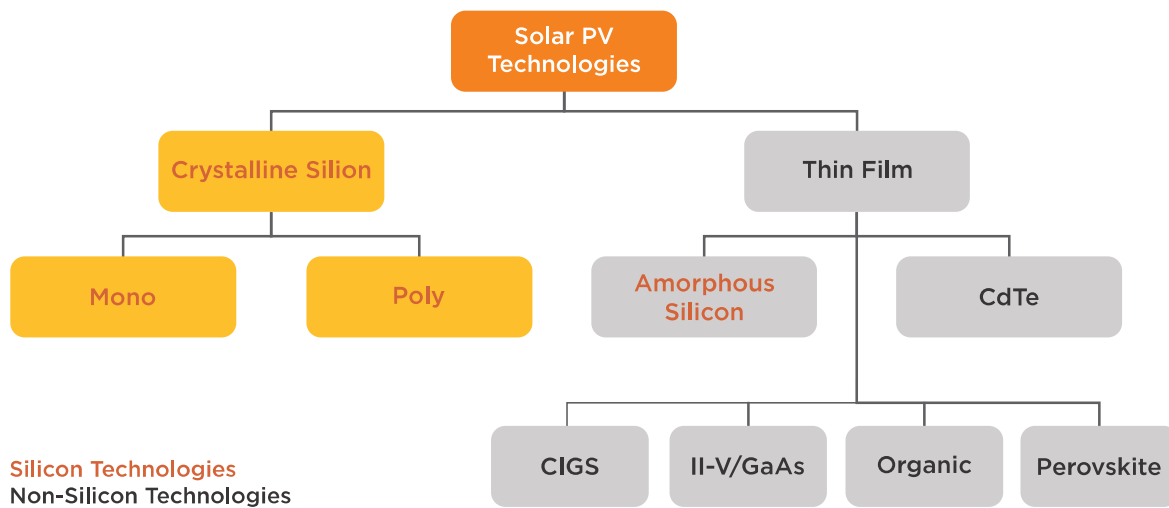 Solar PV
Technologies
Crystalline Silion
Thin Film
Mono
Poly
Amorphous
Silicon
CdTe
CIGS
II-V/GaAs
Organic
Perovskite
Silicon Technologies
Non-Silicon Technologies